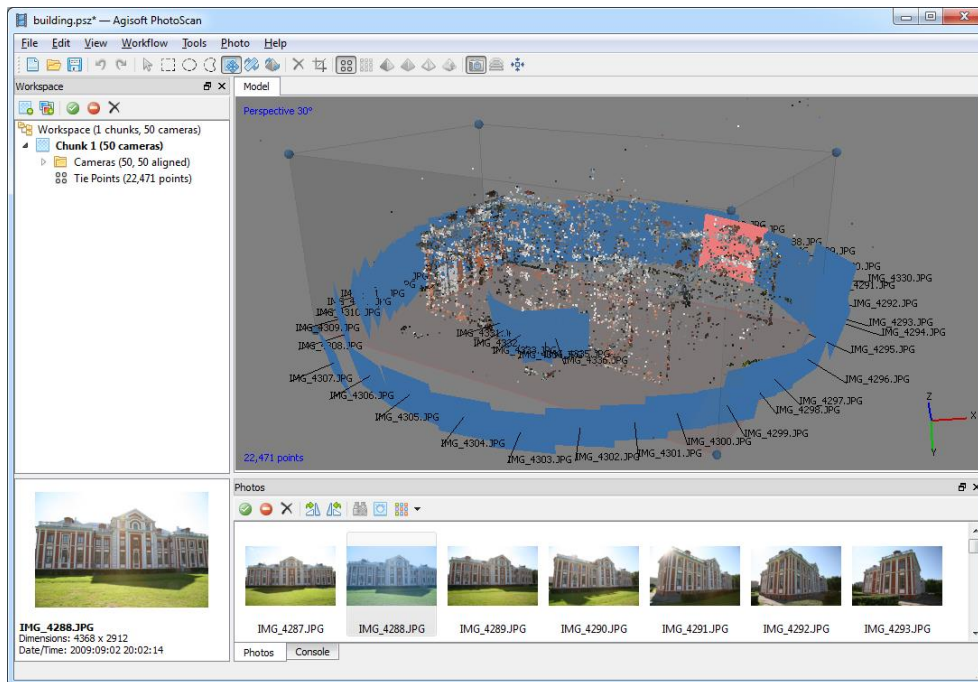 building.psz* — Agisoft PhotoScan
File Edit View Workflow Tools Photo Help
Workspace
Model
Workspace (1 chunks, 50 cameras)
Chunk 1 (50 cameras)
Cameras (50, 50 aligned)
Tie Points (22,471 points)
Perspective 30°
IMG_4330.JPG
IMG_4292.JPG
IMG_4293.JPG
IMG_4294.JPG
IMG_4295.JPG
IMG_4296.JPG
IMG_4297.JPG
IMG_4298.JPG
IMG_4299.JPG
IMG_4300.JPG
IMG_4301.JPG
IMG_4302.JPG
IMG_4303.JPG
IMG_4304.JPG
IMG_4305.JPG
IMG_4306.JPG
IMG_4307.JPG
Z
X
Y
22,471 points
Photos
IMG_4287.JPG IMG_4288.JPG IMG_4289.JPG IMG_4290.JPG IMG_4291.JPG IMG_4292.JPG IMG_4293.JPG
IMG_4288.JPG
Dimensions: 4368 x 2912
Date/Time: 2009:09:02 20:02:14
Photos Console